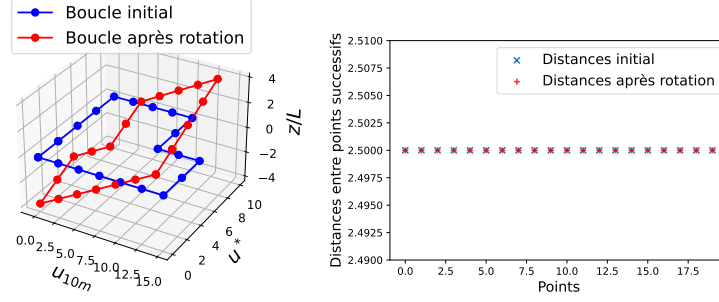 Boucle initial
Boucle après rotation
4
2
0
−2
−4
z/L
0.0
2.5
5.0
7.5
10.0
12.5
15.0
u10m
0
2
4
6
8
10
u*
2.5100
2.5075
2.5050
2.5025
2.5000
2.4975
2.4950
2.4925
2.4900
Distances entre points successifs
Distances initial
Distances après rotation
0.0 2.5 5.0 7.5 10.0 12.5 15.0 17.5
Points